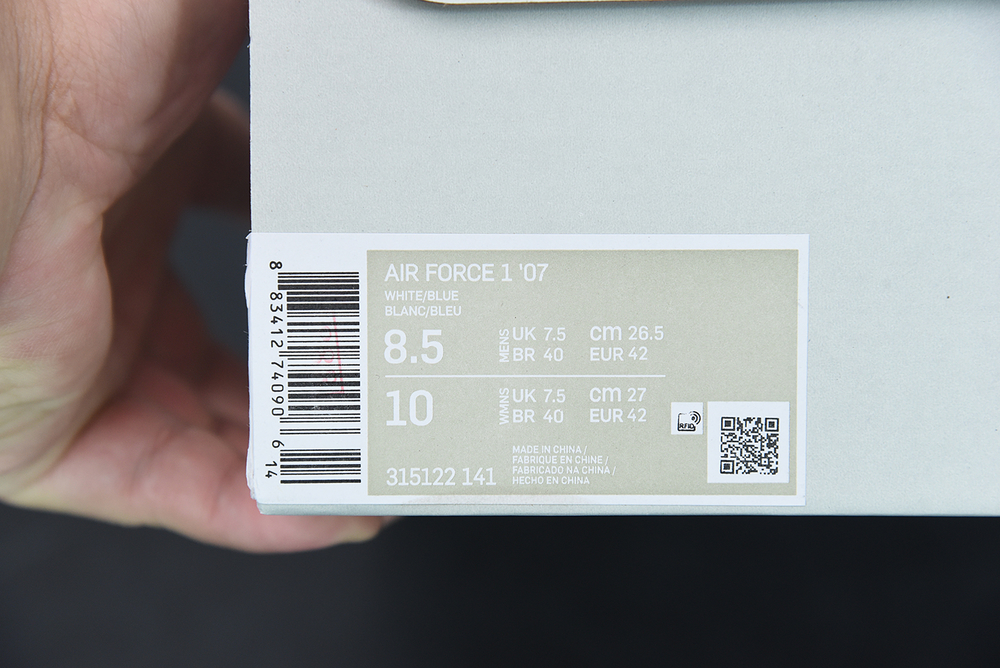 AIR FORCE 1 '07
WHITE/BLUE
BLANC/BLEU
8.5 MENS UK 7.5 cm 26.5
BR 40 EUR 42
10 WMNS UK 7.5 cm 27
BR 40 EUR 42
RFID
315122 141
MADE IN CHINA /
FABRIQUE EN CHINE /
FABRICADO NA CHINA /
HECHO EN CHINA
8 83412 74090 6 14